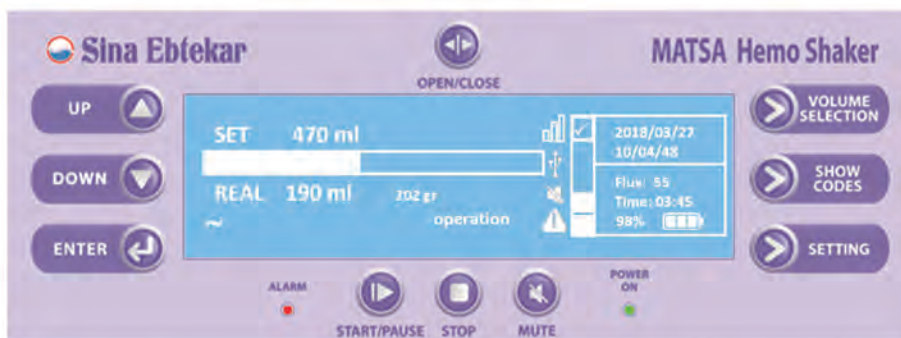 Sina Ebtekar
MATSA Hemo Shaker
OPEN/CLOSE
UP
DOWN
ENTER
SET 470 ml
REAL 190 ml 202 gr
~
operation
2018/03/27
10/04/48
Flux: 55
Time: 03:45
98%
VOLUME
SELECTION
SHOW
CODES
SETTING
ALARM
START/PAUSE
STOP
MUTE
POWER
ON